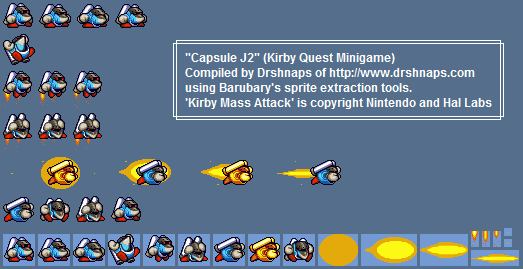 "Capsule J2" (Kirby Quest Minigame)
Compiled by Drshnaps of http://www.drshnaps.com
using Barubary's sprite extraction tools.
'Kirby Mass Attack' is copyright Nintendo and Hal Labs